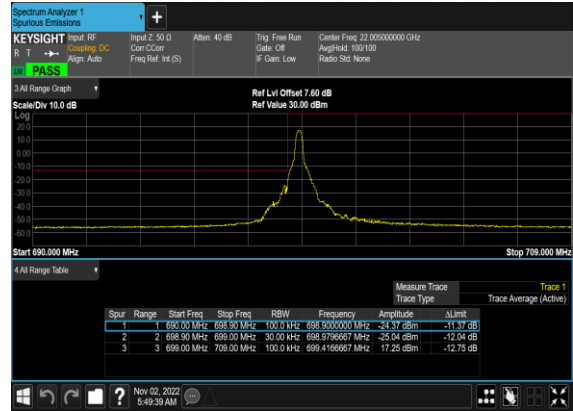 Spectrum Analyzer 1
Spurious Emissions
KEYSIGHT Input: RF Input Z: 50 Ω Atten: 40 dB Trig: Free Run Center Freq: 22.005000000 GHz
R T Coupling: DC Corr CCorr Gate: Off Avg|Hold: 100/100
Align: Auto Freq Ref: Int (S) IF Gain: Low Radio Std: None
PASS
3 All Range Graph
Ref Lvl Offset 7.60 dB
Scale/Div 10.0 dB Ref Value 30.00 dBm
Log
20.0
10.0
0.00
-10.0
-20.0
-30.0
-40.0
-50.0
-60.0
Start 690.000 MHz Stop 709.000 MHz
4 All Range Table
Measure Trace Trace 1
Trace Type Trace Average (Active)
Spur Range Start Freq Stop Freq RBW Frequency Amplitude ΔLimit
1 1 690.00 MHz 698.90 MHz 100.0 kHz 698.9000000 MHz -24.37 dBm -11.37 dB
2 2 698.90 MHz 699.00 MHz 30.00 kHz 698.9796667 MHz -25.04 dBm -12.04 dB
3 3 699.00 MHz 709.00 MHz 100.0 kHz 699.4166667 MHz 17.25 dBm -12.75 dB
Nov 02, 2022
5:49:39 AM